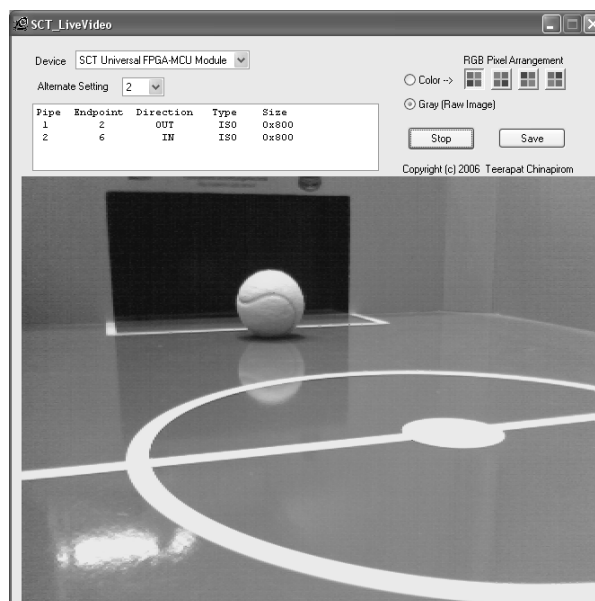 SCT_LiveVideo
Device SCT Universal FPGA-MCU Module
RGB Pixel Arrangement
Color -->
Alternate Setting 2
Gray (Raw Image)
Pipe Endpoint Direction Type Size
1 2 OUT ISO 0x800
2 6 IN ISO 0x800
Stop Save
Copyright (c) 2006 Teerapat Chinapirom